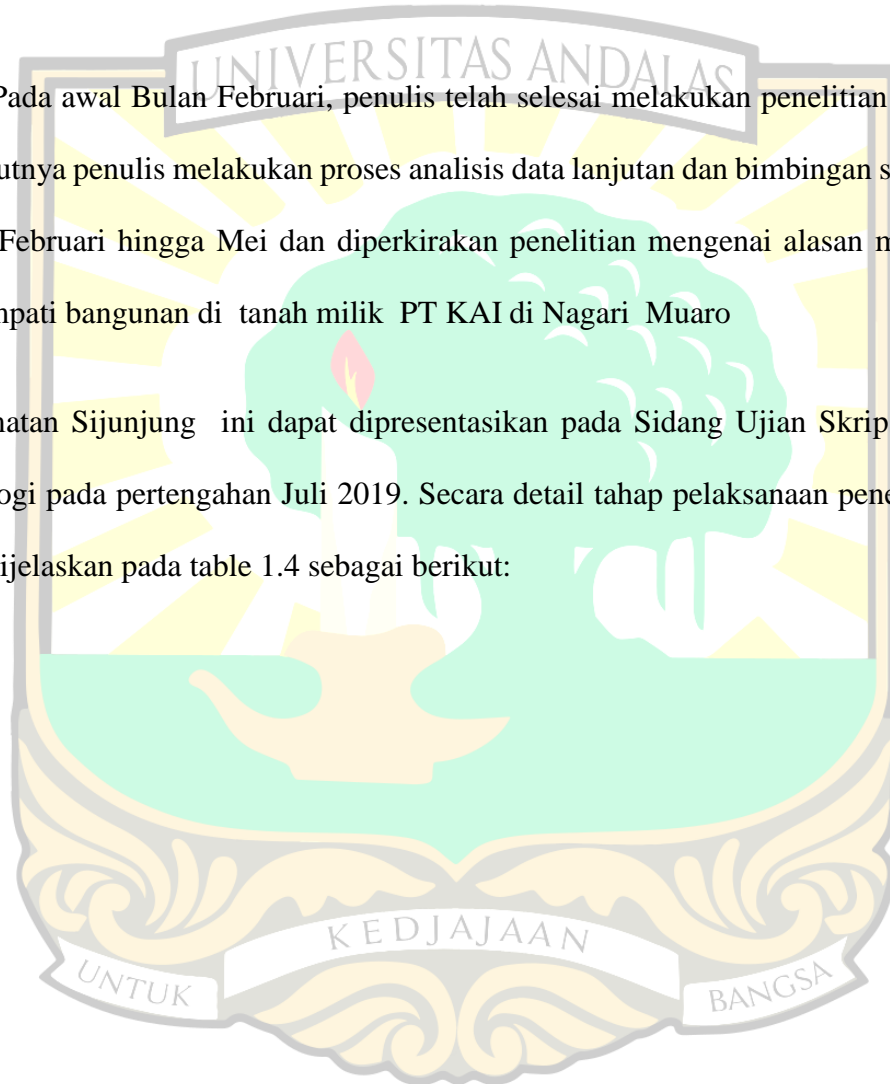 UNIVERSITAS ANDALAS
Pada awal Bulan Februari, penulis telah selesai melakukan penelitian
utnya penulis melakukan proses analisis data lanjutan dan bimbingan s
Februari hingga Mei dan diperkirakan penelitian mengenai alasan m
pati bangunan di tanah milik PT KAI di Nagari Muaro
natan Sijunjung ini dapat dipresentasikan pada Sidang Ujian Skrip
ogi pada pertengahan Juli 2019. Secara detail tahap pelaksanaan pene
ijelaskan pada table 1.4 sebagai berikut:
KEDJAJAAN
UNTUK BANGSA